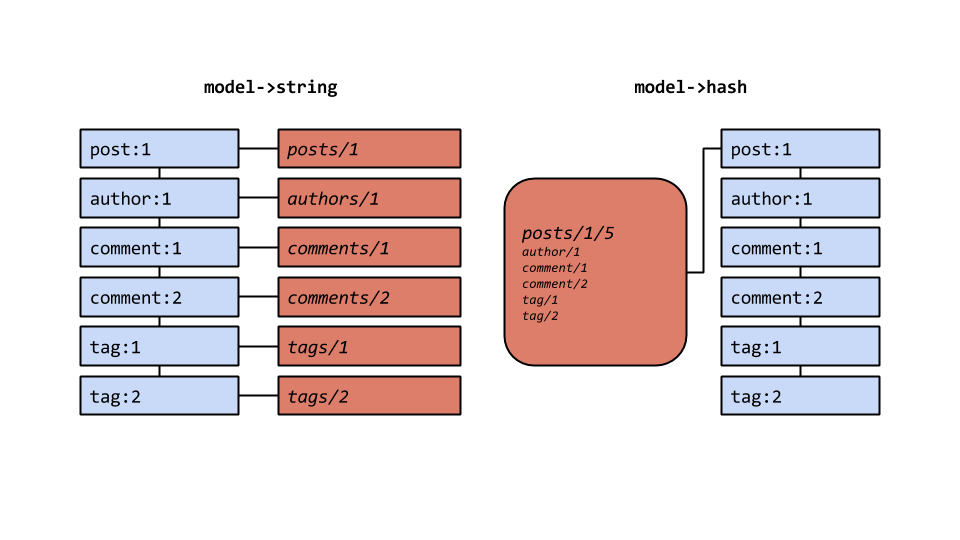 model->string
post:1 posts/1
author:1 authors/1
comment:1 comments/1
comment:2 comments/2
tag:1 tags/1
tag:2 tags/2
model->hash
posts/1/5
author/1
comment/1
comment/2
tag/1
tag/2
post:1
author:1
comment:1
comment:2
tag:1
tag:2